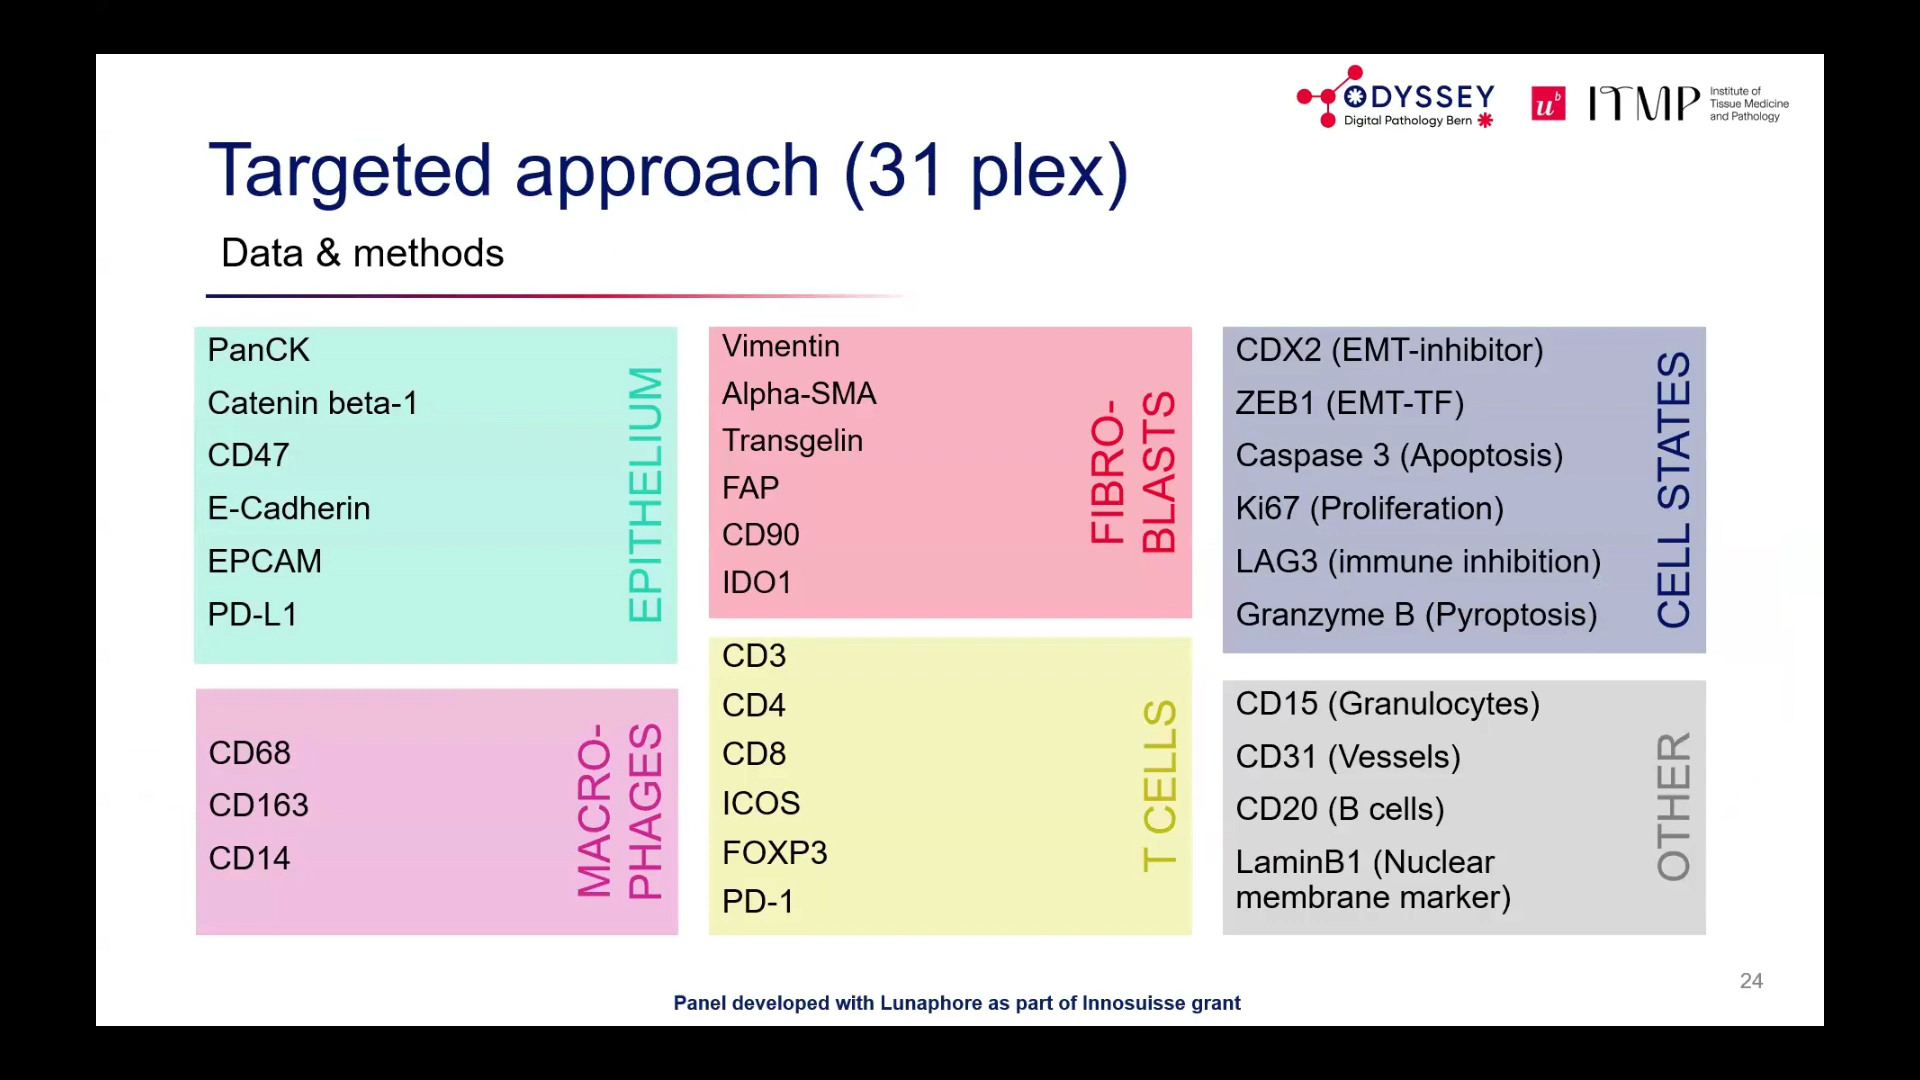 ODYSSEY
Digital Pathology Bern
u b
ITMP
Institute of
Tissue Medicine
and Pathology
Targeted approach (31 plex)
Data & methods
PanCK
Catenin beta-1
CD47
E-Cadherin
EPCAM
PD-L1
EPITHELIUM
Vimentin
Alpha-SMA
Transgelin
FAP
CD90
IDO1
FIBRO-
BLASTS
CDX2 (EMT-inhibitor)
ZEB1 (EMT-TF)
Caspase 3 (Apoptosis)
Ki67 (Proliferation)
LAG3 (immune inhibition)
Granzyme B (Pyroptosis)
CELL STATES
CD68
CD163
CD14
MACRO-
PHAGES
CD3
CD4
CD8
ICOS
FOXP3
PD-1
T CELLS
CD15 (Granulocytes)
CD31 (Vessels)
CD20 (B cells)
LaminB1 (Nuclear
membrane marker)
OTHER
24
Panel developed with Lunaphore as part of Innosuisse grant